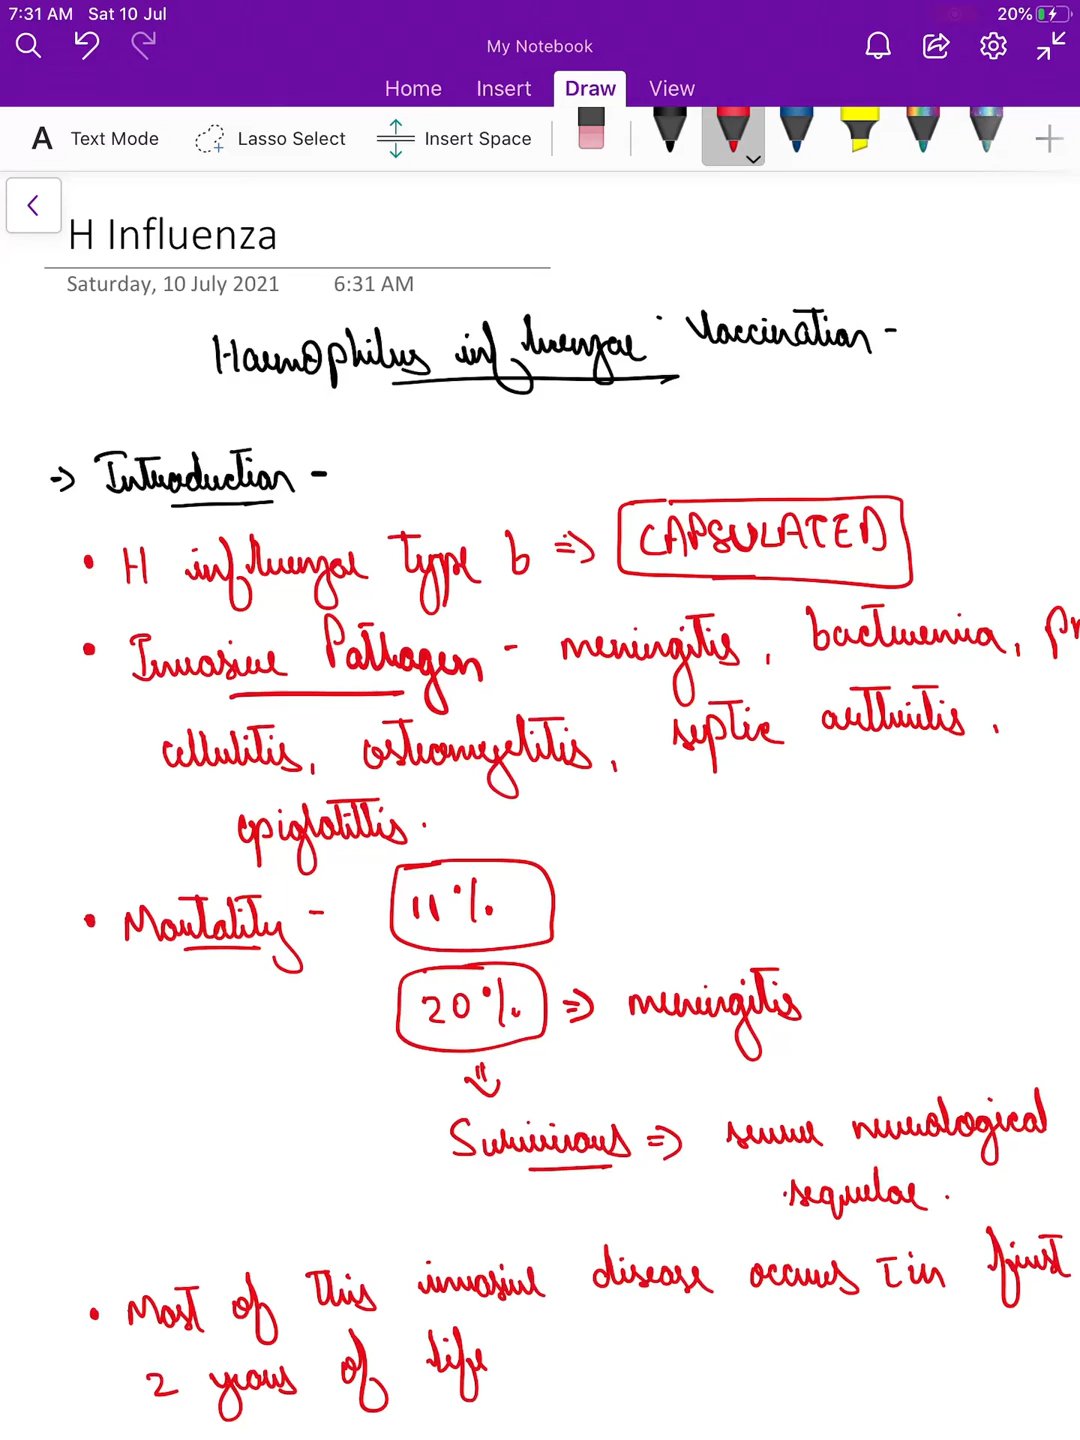 7:31 AM Sat 10 Jul 20%
My Notebook
Home Insert Draw View
A Text Mode Lasso Select Insert Space
H Influenza
Saturday, 10 July 2021 6:31 AM
Haemophilus influenzae Vaccination -
⇒ Introduction -
• H influenzae Type b ⇒ CAPSULATED
• Invasive Pathogen - meningitis, bacteremia, Pn
cellulitis, osteomyelitis, septic arthritis,
epiglotittis.
• Mortality - 11%
20% ⇒ meningitis
Survivors ⇒ severe neurological
sequelae.
• Most of This invasive disease occurs in first
2 years of life